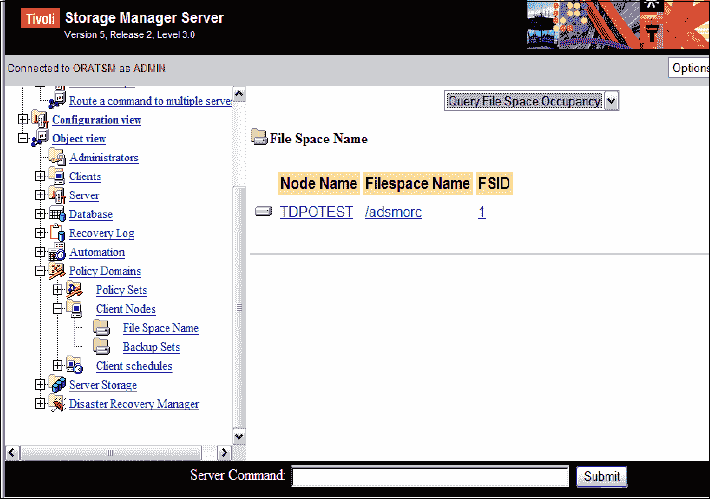 Tivoli Storage Manager Server
Version 5, Release 2, Level 3.0
Connected to ORATSM as ADMIN
Options
Route a command to multiple serve
Configuration view
Object view
Administrators
Clients
Server
Database
Recovery Log
Automation
Policy Domains
Policy Sets
Client Nodes
File Space Name
Backup Sets
Client schedules
Server Storage
Disaster Recovery Manager
Query File Space Occupancy
File Space Name
Node Name Filespace Name FSID
TDPOTEST /adsmorc 1
Server Command: Submit